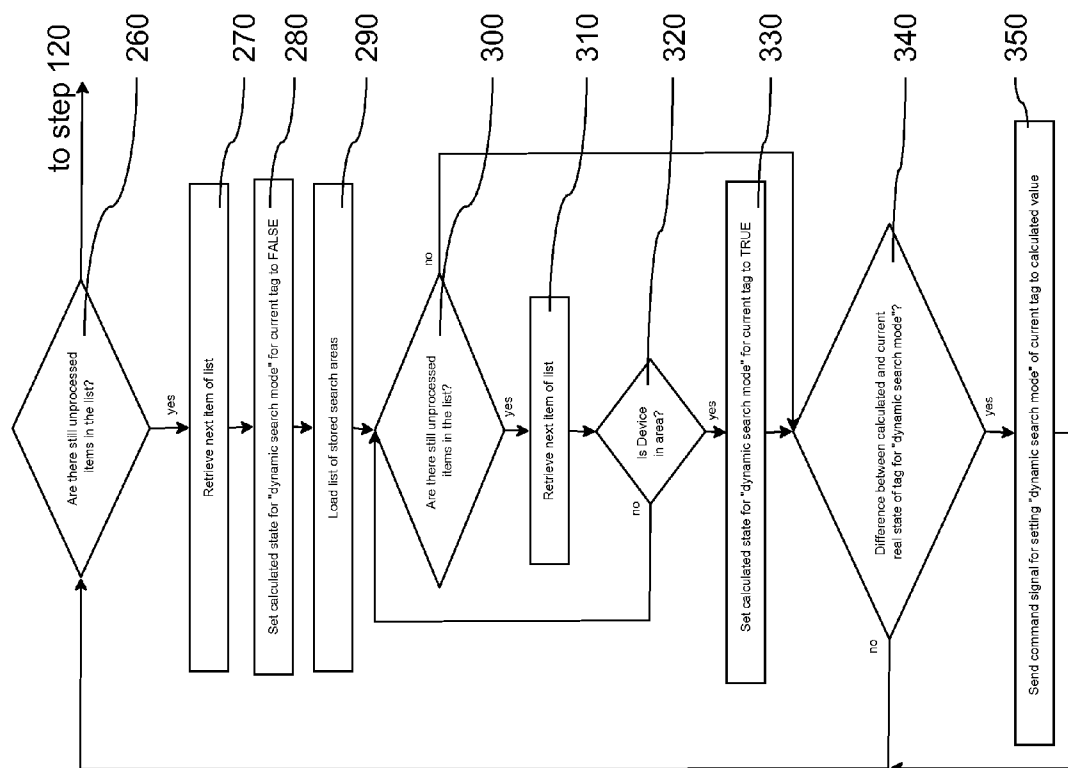 to step 120
260
Are there still unprocessed
items in the list?
yes
270
Retrieve next item of list
280
Set calculated state for "dynamic search mode" for current tag to FALSE
290
Load list of stored search areas
300
Are there still unprocessed
items in the list?
no
yes
310
Retrieve next item of list
320
Is Device
in area?
no
yes
330
Set calculated state for "dynamic search mode" for current tag to TRUE
340
Difference between calculated and current
real state of tag for "dynamic search mode"?
no
yes
350
Send command signal for setting "dynamic search mode" of current tag to calculated value